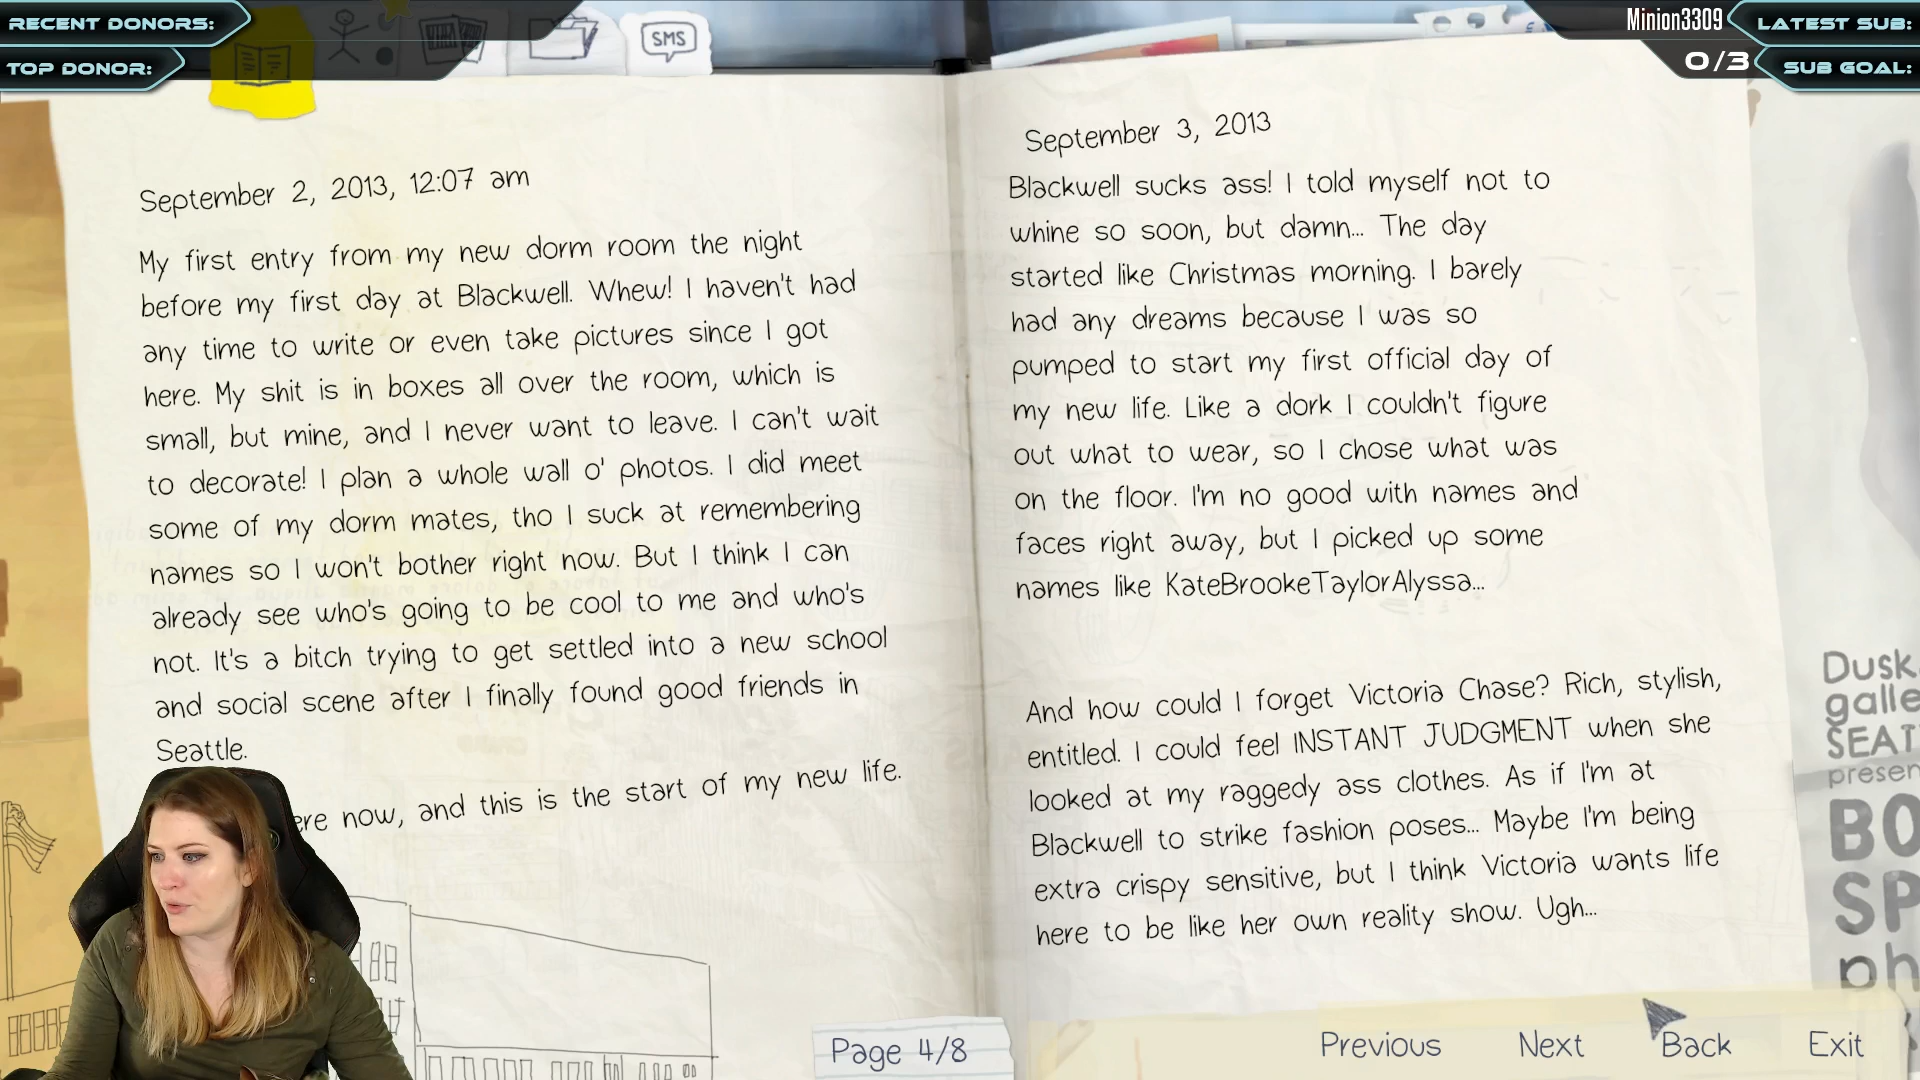 RECENT DONORS:
TOP DONOR:
SMS
Minion3309
LATEST SUB:
0/3
SUB GOAL:
September 2, 2013, 12:07 am
My first entry from my new dorm room the night
before my first day at Blackwell. Whew! I haven't had
any time to write or even take pictures since I got
here. My shit is in boxes all over the room, which is
small, but mine, and I never want to leave. I can't wait
to decorate! I plan a whole wall o' photos. I did meet
some of my dorm mates, tho I suck at remembering
names so I won't bother right now. But I think I can
already see who's going to be cool to me and who's
not. It's a bitch trying to get settled into a new school
and social scene after I finally found good friends in
Seattle.
ere now, and this is the start of my new life.
Page 4/8
September 3, 2013
Blackwell sucks ass! I told myself not to
whine so soon, but damn... The day
started like Christmas morning. I barely
had any dreams because I was so
pumped to start my first official day of
my new life. Like a dork I couldn't figure
out what to wear, so I chose what was
on the floor. I'm no good with names and
faces right away, but I picked up some
names like KateBrookeTaylorAlyssa...
And how could I forget Victoria Chase? Rich, stylish,
entitled. I could feel INSTANT JUDGMENT when she
looked at my raggedy ass clothes. As if I'm at
Blackwell to strike fashion poses... Maybe I'm being
extra crispy sensitive, but I think Victoria wants life
here to be like her own reality show. Ugh...
Previous
Next
Back
Exit
Dusk
galle
SEAT
presen
BO
SP
ph